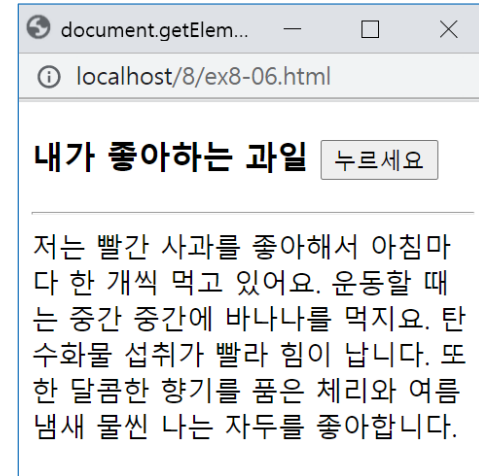 document.getElem...
localhost/8/ex8-06.html
내가 좋아하는 과일 누르세요
저는 빨간 사과를 좋아해서 아침마
다 한 개씩 먹고 있어요. 운동할 때
는 중간 중간에 바나나를 먹지요. 탄
수화물 섭취가 빨라 힘이 납니다. 또
한 달콤한 향기를 품은 체리와 여름
냄새 물씬 나는 자두를 좋아합니다.